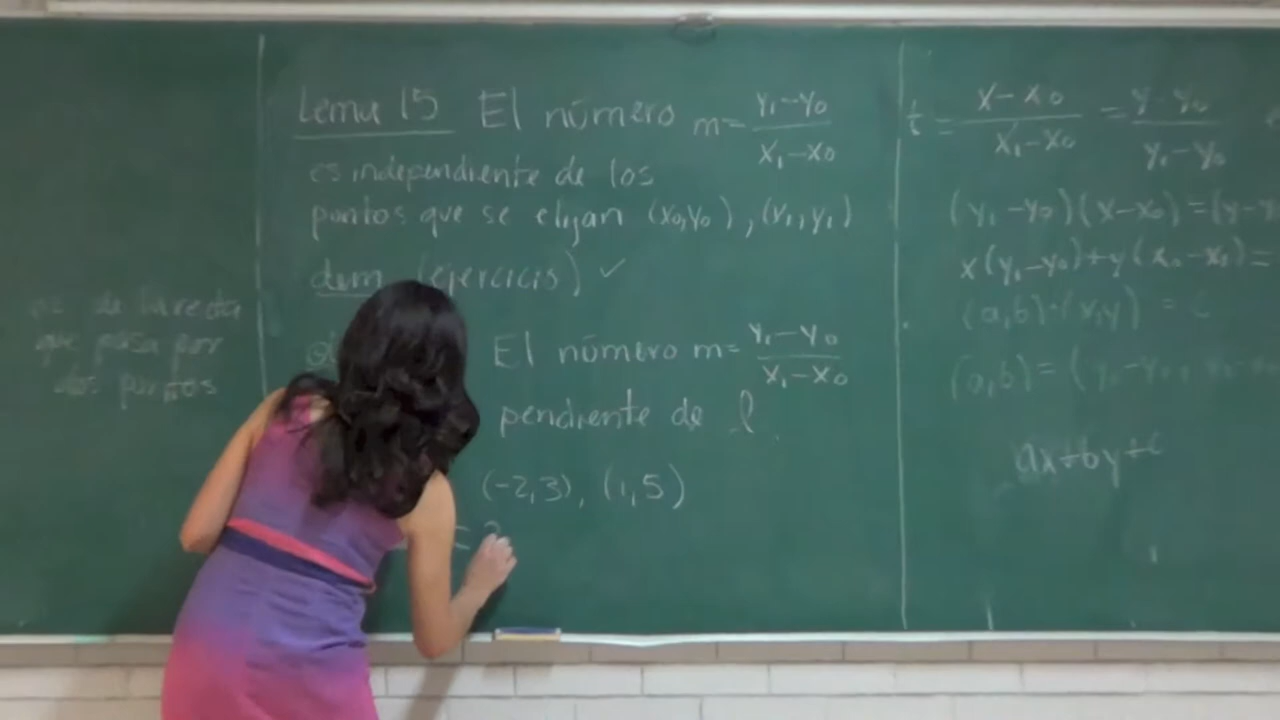 de la recta
que pasa por
dos puntos
Lema 15 El número m= y₁-y₀ / x₁-x₀
es independiente de los
puntos que se elijan (x₀,y₀), (x₁,y₁)
dem (ejercicis) ✓
El número m= y₁-y₀ / x₁-x₀
pendiente de l.
(-2,3), (1,5)
=
t = x-x₀ / x₁-x₀ = y-y₀ / y₁-y₀
(y₁-y₀)(x-x₀)=(y-y
x(y₁-y₀)+y(x₀-x₁)=
(a,b)·(x,y) = c
(a,b)= (y₁-y₀,
ax+by+c